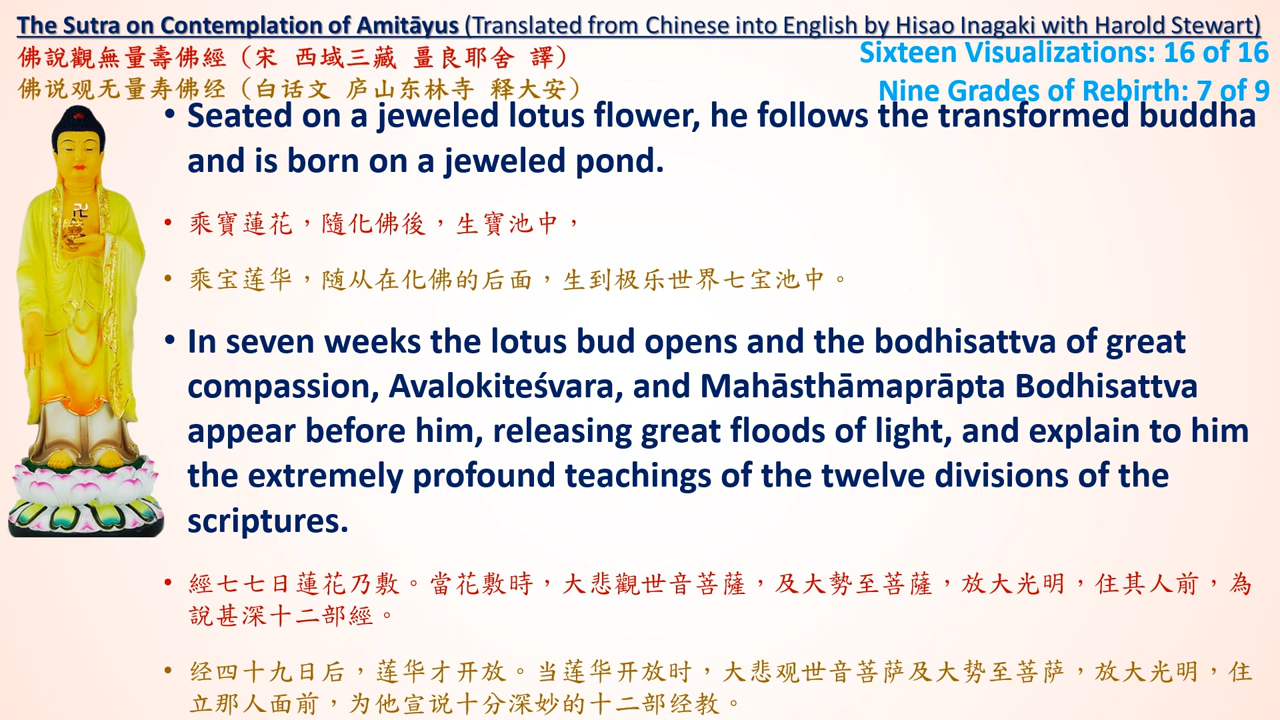 The Sutra on Contemplation of Amitāyus (Translated from Chinese into English by Hisao Inagaki with Harold Stewart)
佛說觀無量壽佛經（宋 西域三藏 畺良耶舍 譯）
佛说观无量寿佛经（白话文 庐山东林寺 释大安）
Sixteen Visualizations: 16 of 16
Nine Grades of Rebirth: 7 of 9
• Seated on a jeweled lotus flower, he follows the transformed buddha
and is born on a jeweled pond.
• 乘寶蓮花，隨化佛後，生寶池中，
• 乘宝莲华，随从在化佛的后面，生到极乐世界七宝池中。
• In seven weeks the lotus bud opens and the bodhisattva of great
compassion, Avalokiteśvara, and Mahāsthāmaprāpta Bodhisattva
appear before him, releasing great floods of light, and explain to him
the extremely profound teachings of the twelve divisions of the
scriptures.
• 經七七日蓮花乃敷。當花敷時，大悲觀世音菩薩，及大勢至菩薩，放大光明，住其人前，為
說甚深十二部經。
• 经四十九日后，莲华才开放。当莲华开放时，大悲观世音菩萨及大势至菩萨，放大光明，住
立那人面前，为他宣说十分深妙的十二部经教。
卍